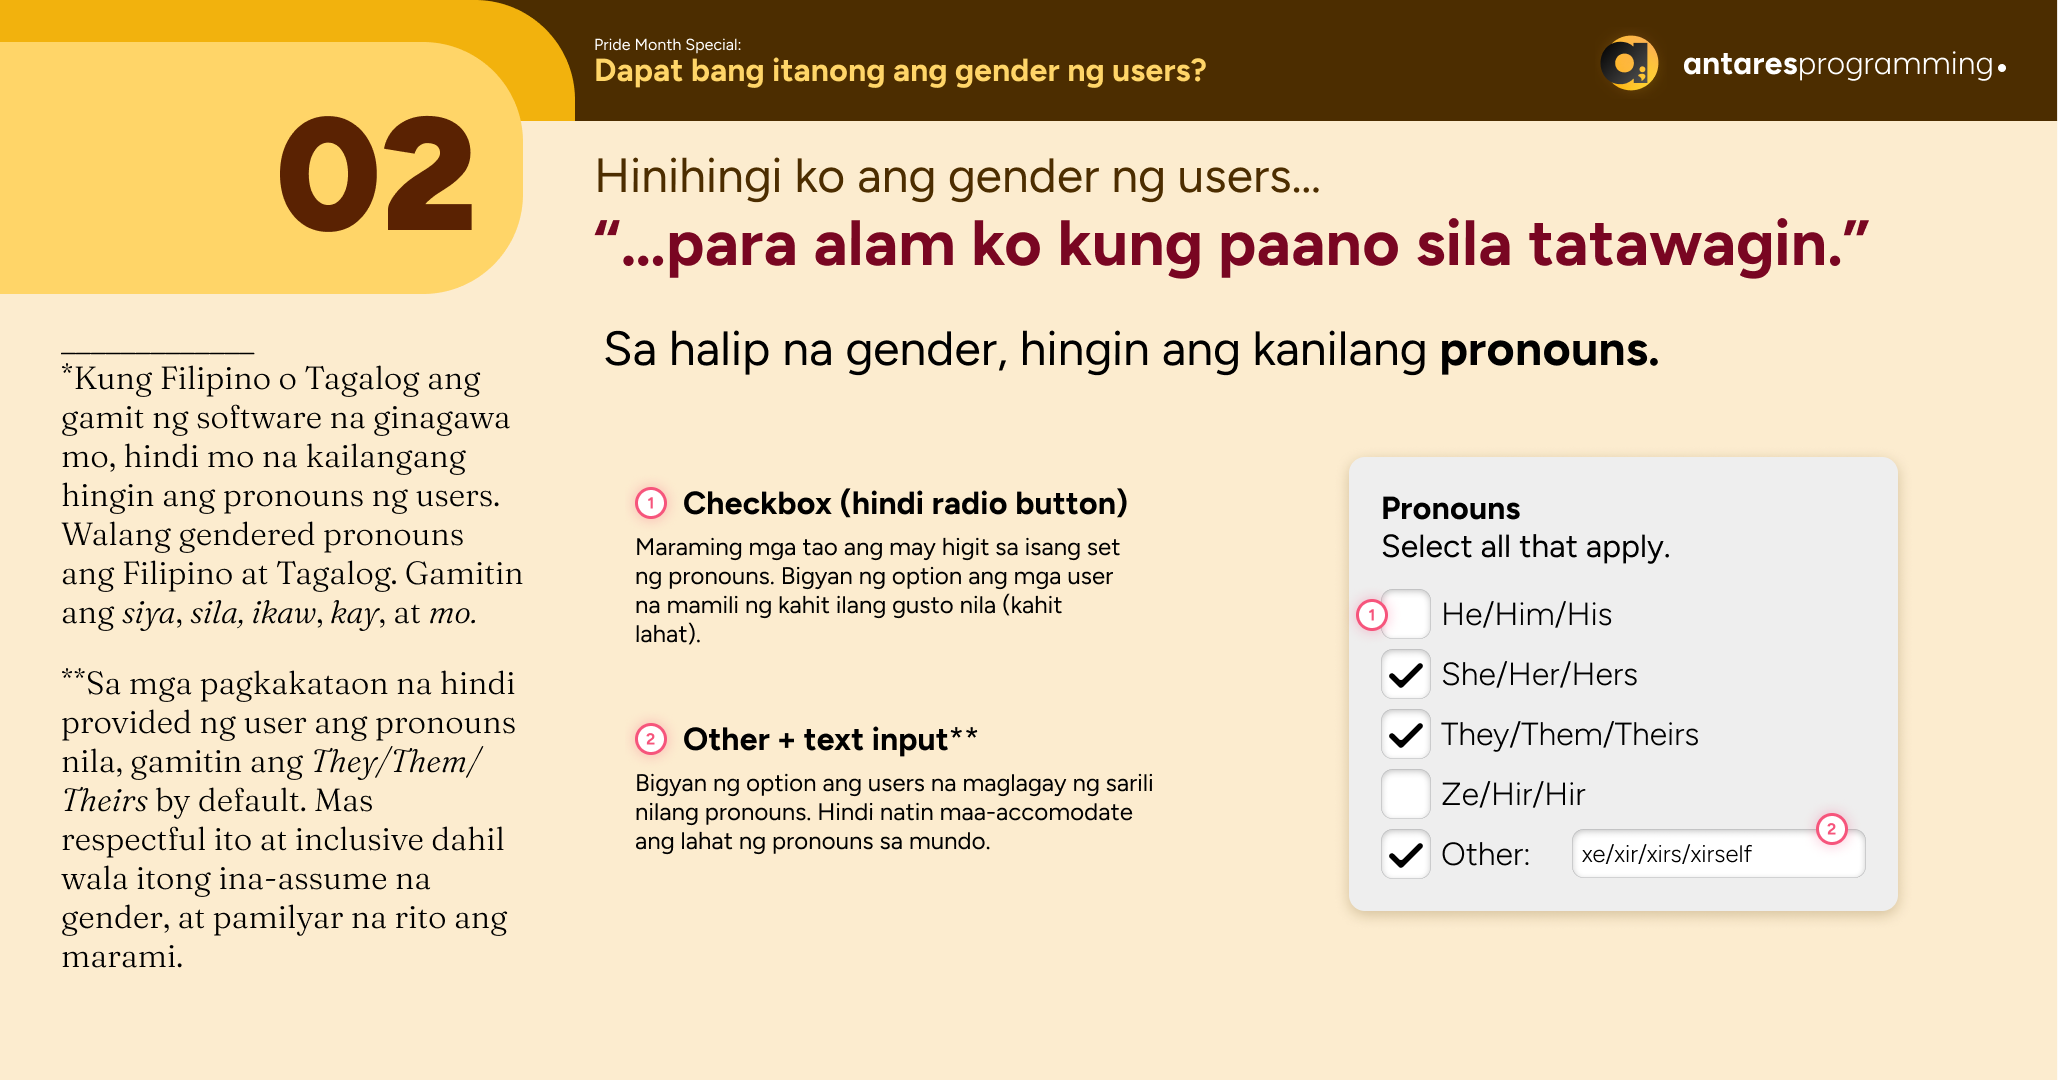 Pride Month Special:
Dapat bang itanong ang gender ng users?
antaresprogramming.
02
Hinihingi ko ang gender ng users...
“...para alam ko kung paano sila tatawagin.”
Sa halip na gender, hingin ang kanilang pronouns.
*Kung Filipino o Tagalog ang
gamit ng software na ginagawa
mo, hindi mo na kailangang
hingin ang pronouns ng users.
Walang gendered pronouns
ang Filipino at Tagalog. Gamitin
ang siya, sila, ikaw, kay, at mo.
**Sa mga pagkakataon na hindi
provided ng user ang pronouns
nila, gamitin ang They/Them/
Theirs by default. Mas
respectful ito at inclusive dahil
wala itong ina-assume na
gender, at pamilyar na rito ang
marami.
1 Checkbox (hindi radio button)
Maraming mga tao ang may higit sa isang set
ng pronouns. Bigyan ng option ang mga user
na mamili ng kahit ilang gusto nila (kahit
lahat).
2 Other + text input**
Bigyan ng option ang users na maglagay ng sarili
nilang pronouns. Hindi natin maa-accomodate
ang lahat ng pronouns sa mundo.
Pronouns
Select all that apply.
1 He/Him/His
She/Her/Hers
They/Them/Theirs
Ze/Hir/Hir
Other: xe/xir/xirs/xirself 2